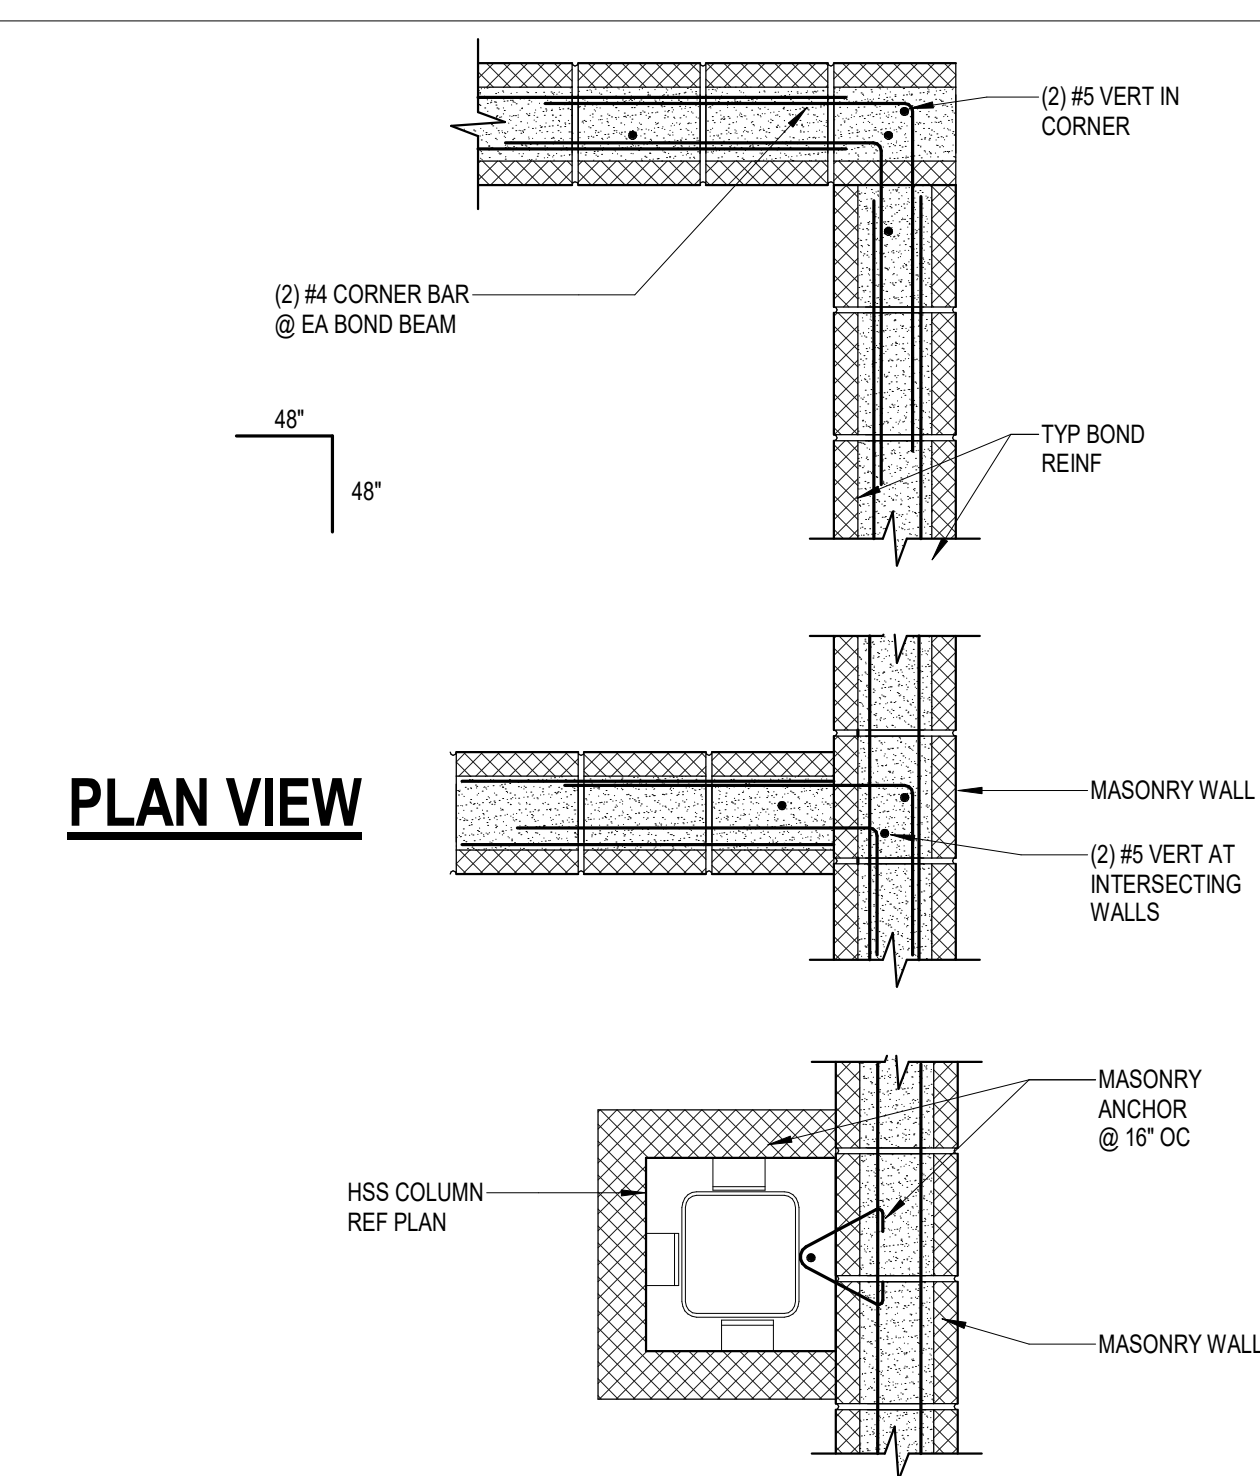 (2) #5 VERT IN
CORNER
(2) #4 CORNER BAR
@ EA BOND BEAM
48"
48"
TYP BOND
REINF
PLAN VIEW
MASONRY WALL
(2) #5 VERT AT
INTERSECTING
WALLS
MASONRY
ANCHOR
@ 16" OC
HSS COLUMN
REF PLAN
MASONRY WALL